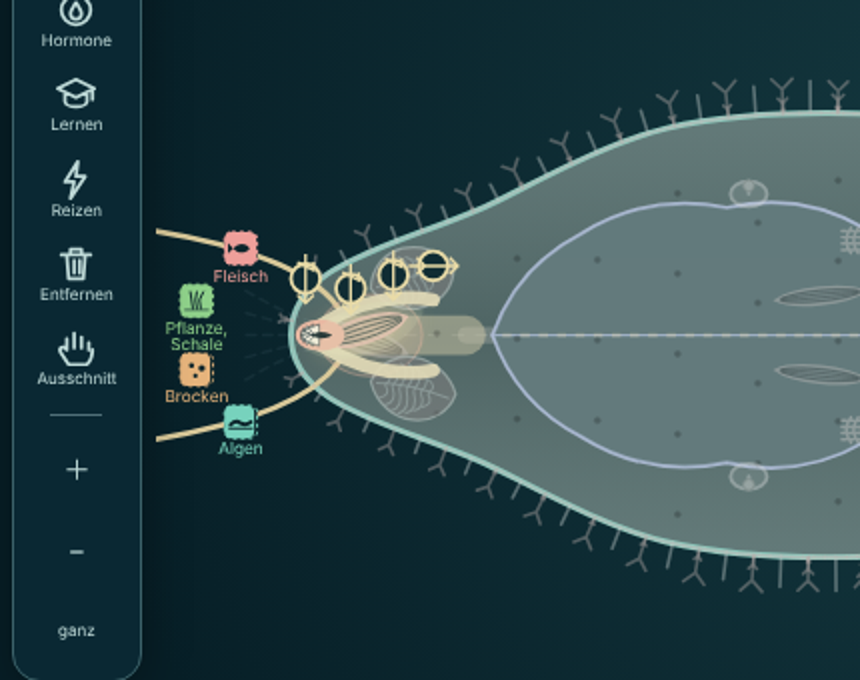 Hormone
Lernen
Reizen
Entfernen
Ausschnitt
+
-
ganz
Fleisch
Pflanze,
Schale
Brocken
Algen